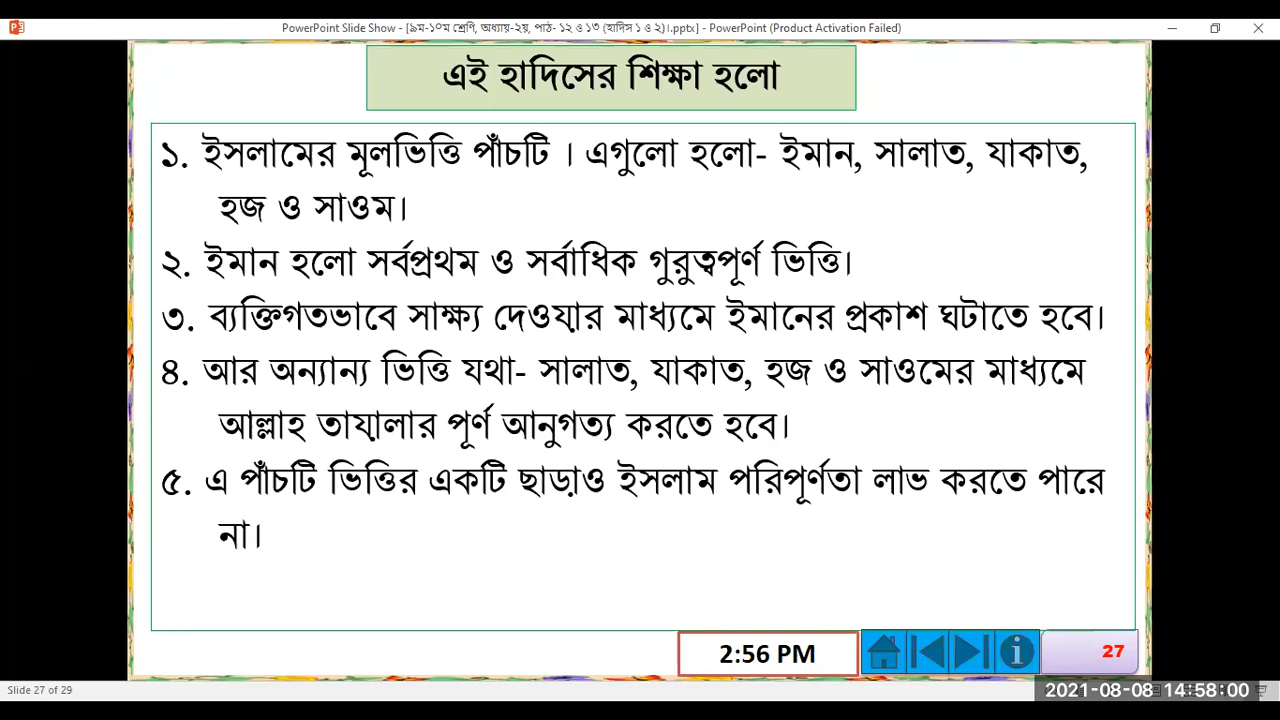 PowerPoint Slide Show - [৯ম-১০ম শ্রেণি, অধ্যায়-২য়, পাঠ- ১২ ও ১৩ (হাদিস ১ ও ২)।.pptx] - PowerPoint (Product Activation Failed)
এই হাদিসের শিক্ষা হলো
১. ইসলামের মূলভিত্তি পাঁচটি । এগুলো হলো- ইমান, সালাত, যাকাত,
হজ ও সাওম।
২. ইমান হলো সর্বপ্রথম ও সর্বাধিক গুরুত্বপূর্ণ ভিত্তি।
৩. ব্যক্তিগতভাবে সাক্ষ্য দেওয়ার মাধ্যমে ইমানের প্রকাশ ঘটাতে হবে।
৪. আর অন্যান্য ভিত্তি যথা- সালাত, যাকাত, হজ ও সাওমের মাধ্যমে
আল্লাহ তায়ালার পূর্ণ আনুগত্য করতে হবে।
৫. এ পাঁচটি ভিত্তির একটি ছাড়াও ইসলাম পরিপূর্ণতা লাভ করতে পারে
না।
2:56 PM
27
Slide 27 of 29
2021-08-08 14:58:00